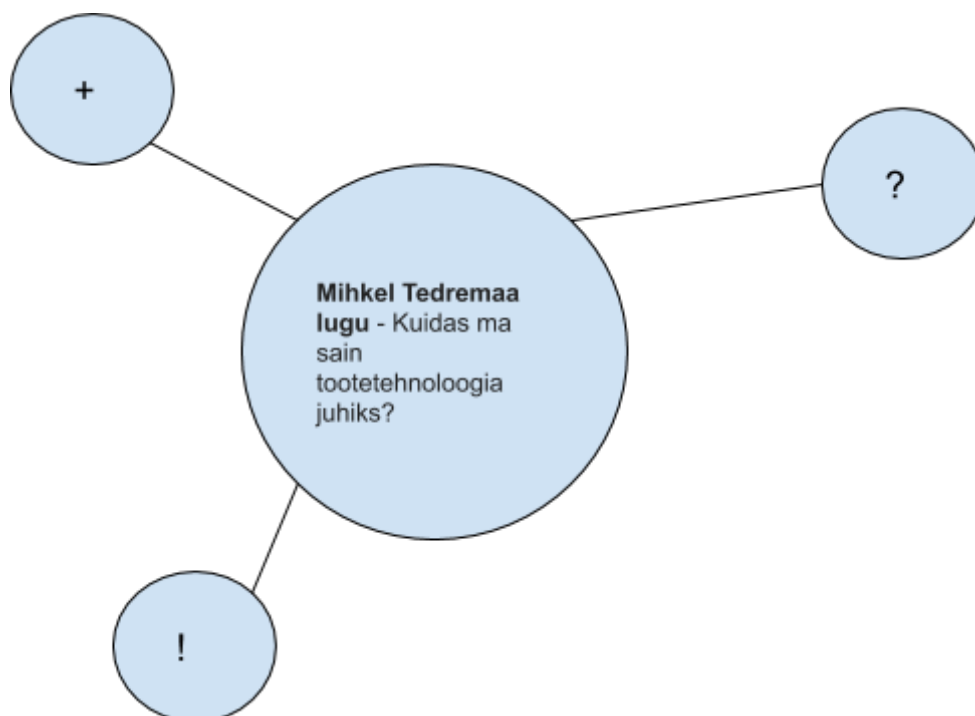 +
?
Mihkel Tedremaa
lugu - Kuidas ma
sain
tootetehnoloogia
juhiks?
!